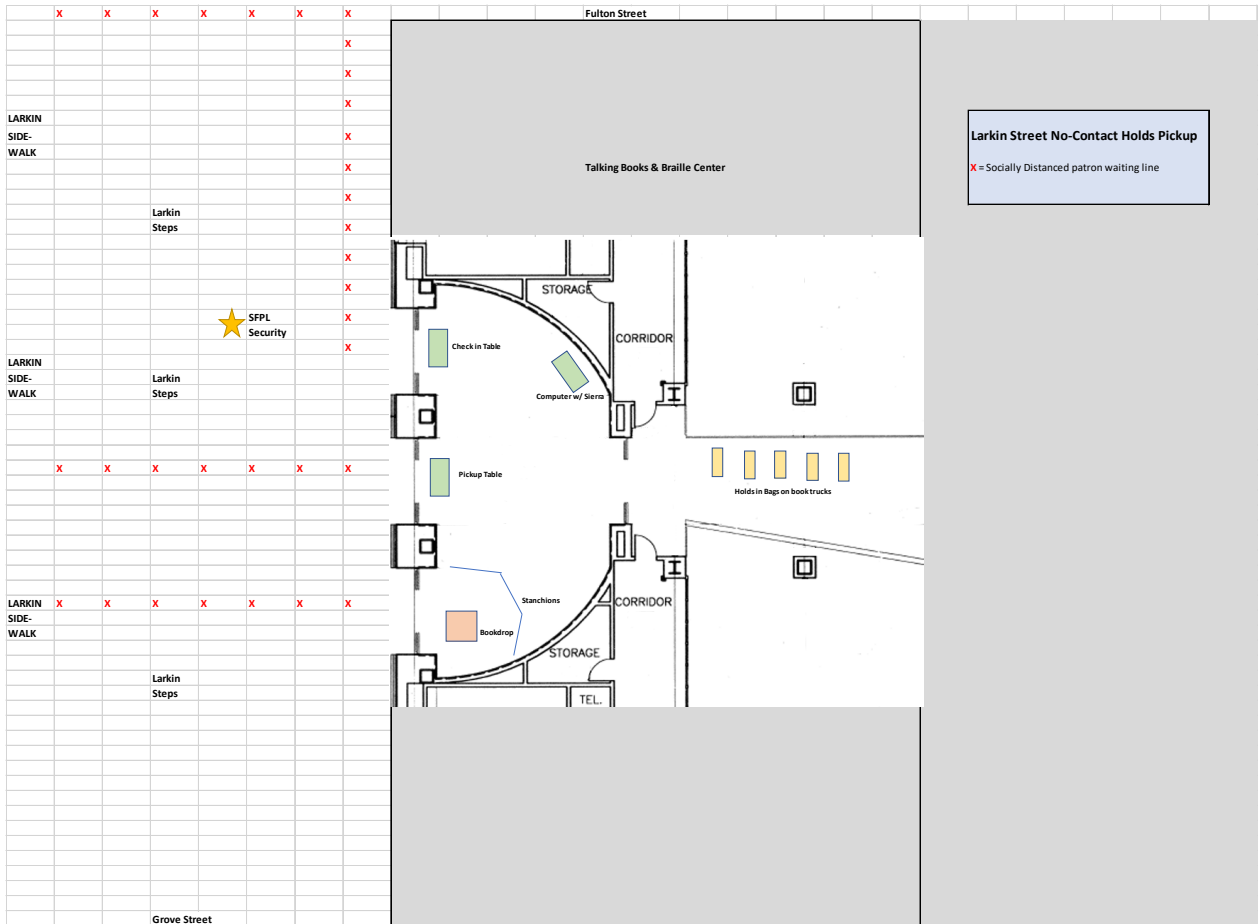 X X X X X X X Fulton Street
X
X
X
LARKIN
SIDE-
WALK
X
Larkin Street No-Contact Holds Pickup
X = Socially Distanced patron waiting line
X
Talking Books & Braille Center
X
Larkin
Steps
X
X
X
STORAGE
SFPL
Security
X
CORRIDOR
X
Check in Table
LARKIN
SIDE-
WALK
Larkin
Steps
Computer w/ Sierra
X X X X X X X
Pickup Table
Holds in Bags on book trucks
LARKIN
SIDE-
WALK
X X X X X X X
Stanchions
CORRIDOR
Bookdrop
STORAGE
Larkin
Steps
TEL.
Grove Street